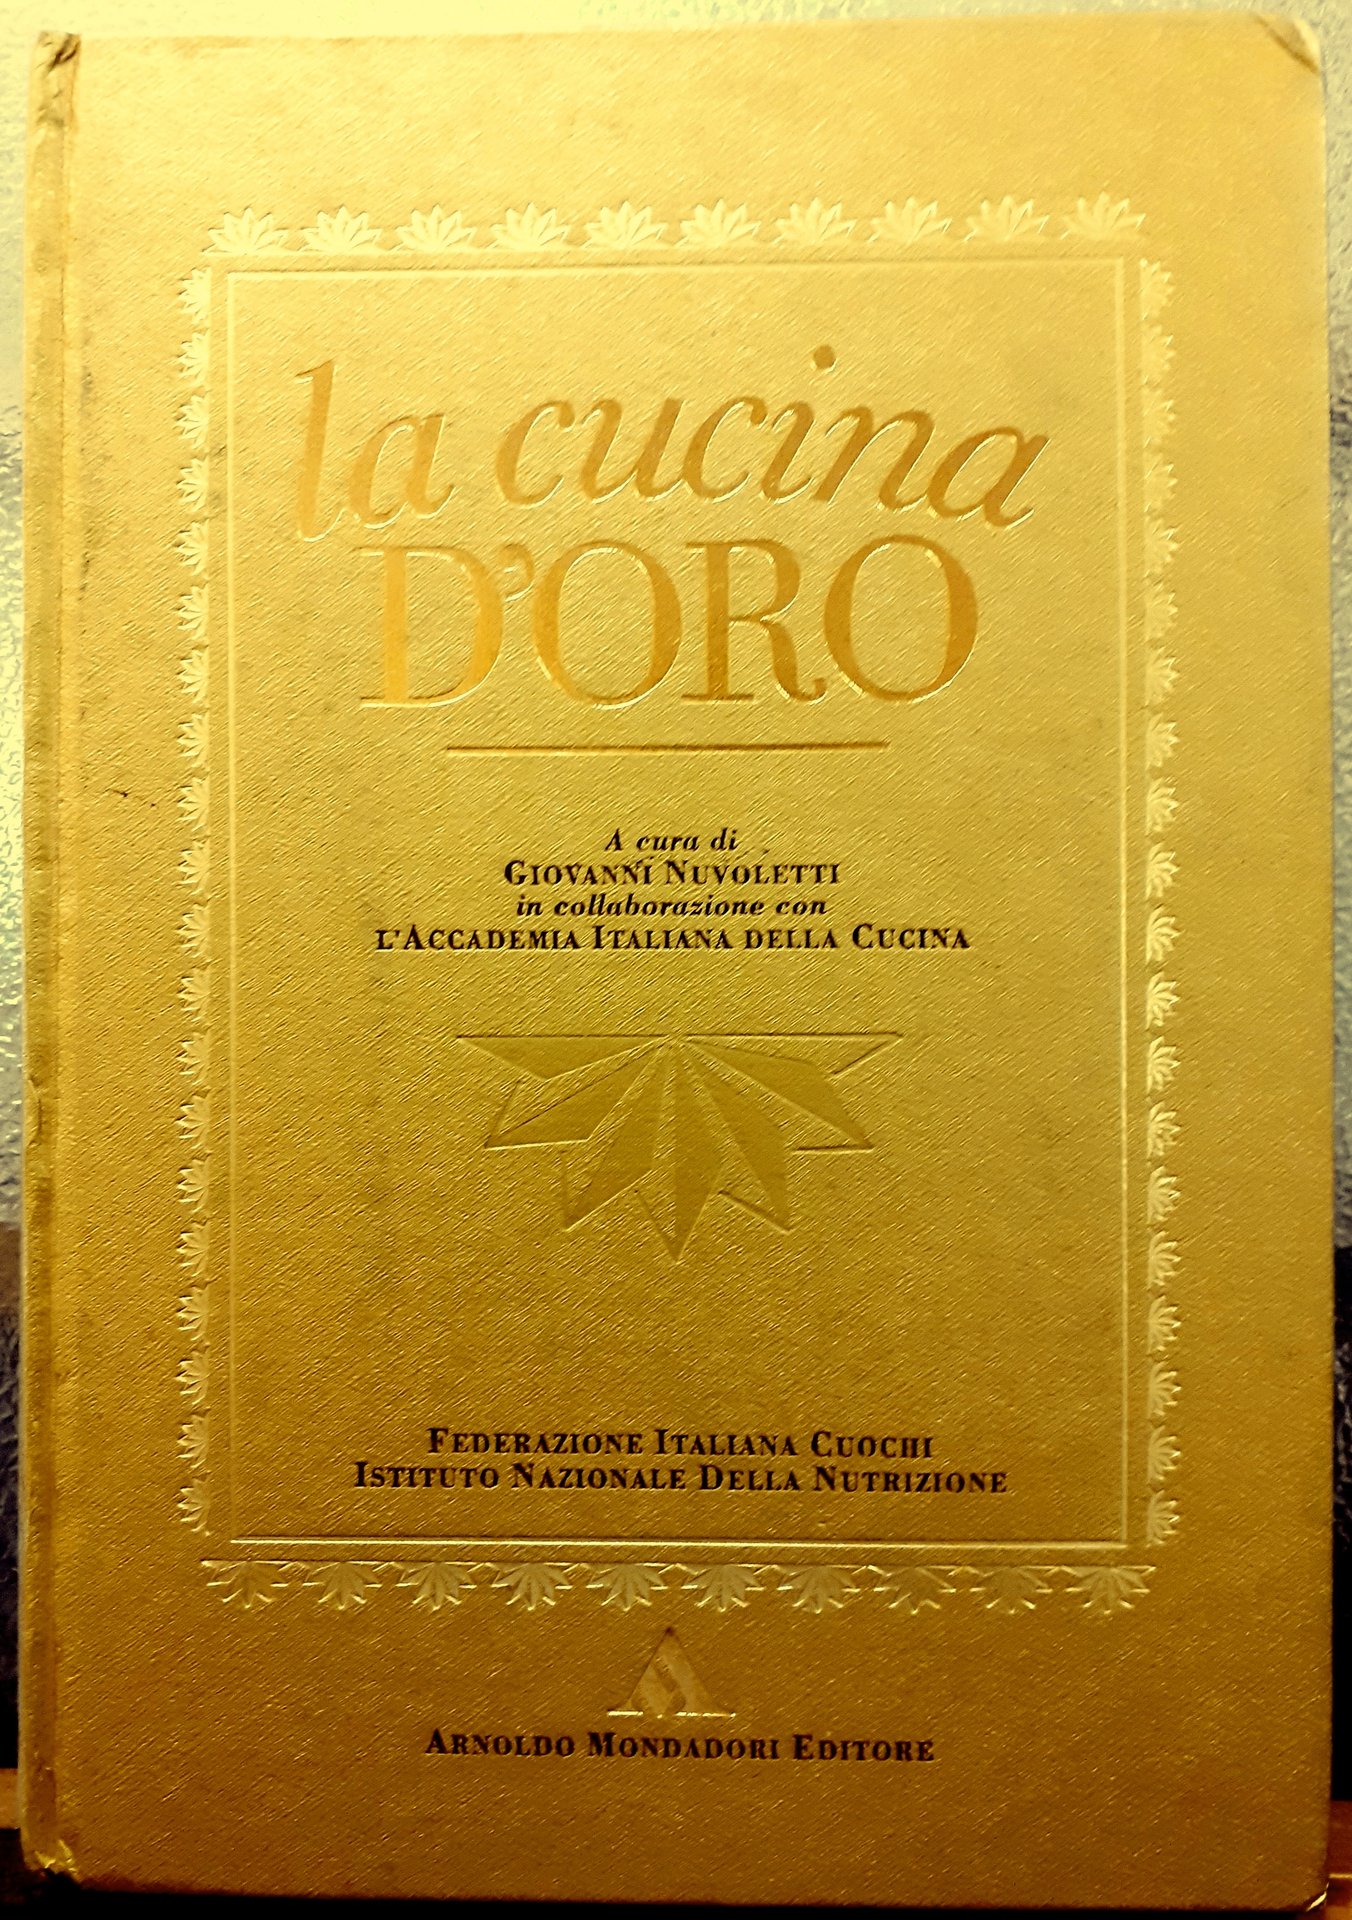 la cucina
D'ORO
A cura di
GIOVANNI NUVOLETTI
in collaborazione con
L'ACCADEMIA ITALIANA DELLA CUCINA
FEDERAZIONE ITALIANA CUOCHI
ISTITUTO NAZIONALE DELLA NUTRIZIONE
ARNOLDO MONDADORI EDITORE